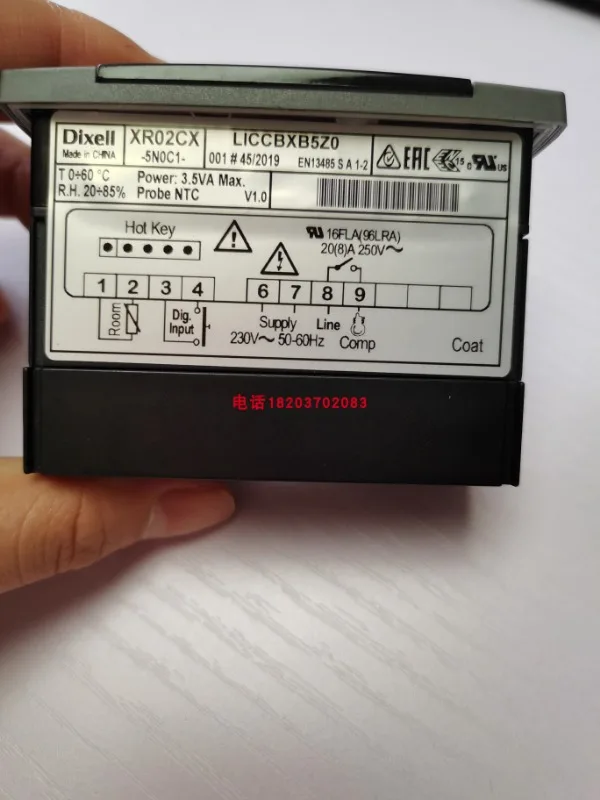 Dixell XR02CX LICCBXB5Z0
Made in CHINA -5N0C1- 001 # 45/2019 EN13485 S A 1-2 EAC 15 c UL US
T 0÷60 °C Power: 3.5VA Max.
R.H. 20÷85% Probe NTC V1.0
Hot Key
16FLA(96LRA)
20(8)A 250V~
1 2 3 4 6 7 8 9
Room
Dig. Input
Supply Line
230V~ 50-60Hz Comp
Coat
电话18203702083